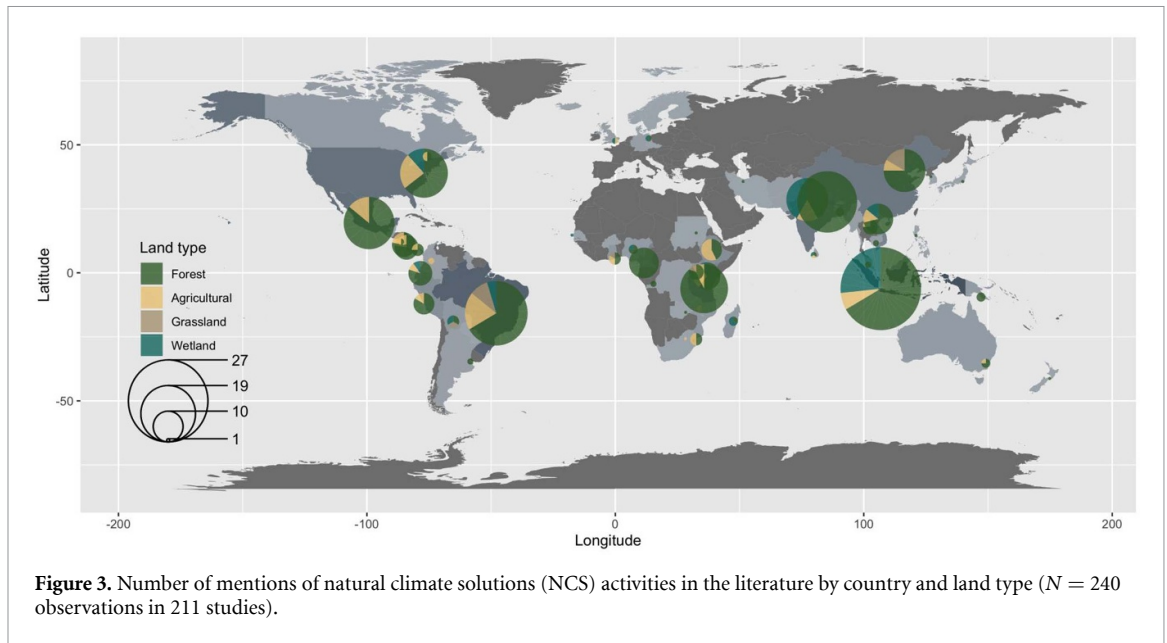 50
0
-50
Latitude
Land type
Forest
Agricultural
Grassland
Wetland
27
19
10
1
-200
-100
0
100
200
Longitude
Figure 3. Number of mentions of natural climate solutions (NCS) activities in the literature by country and land type (N = 240
observations in 211 studies).